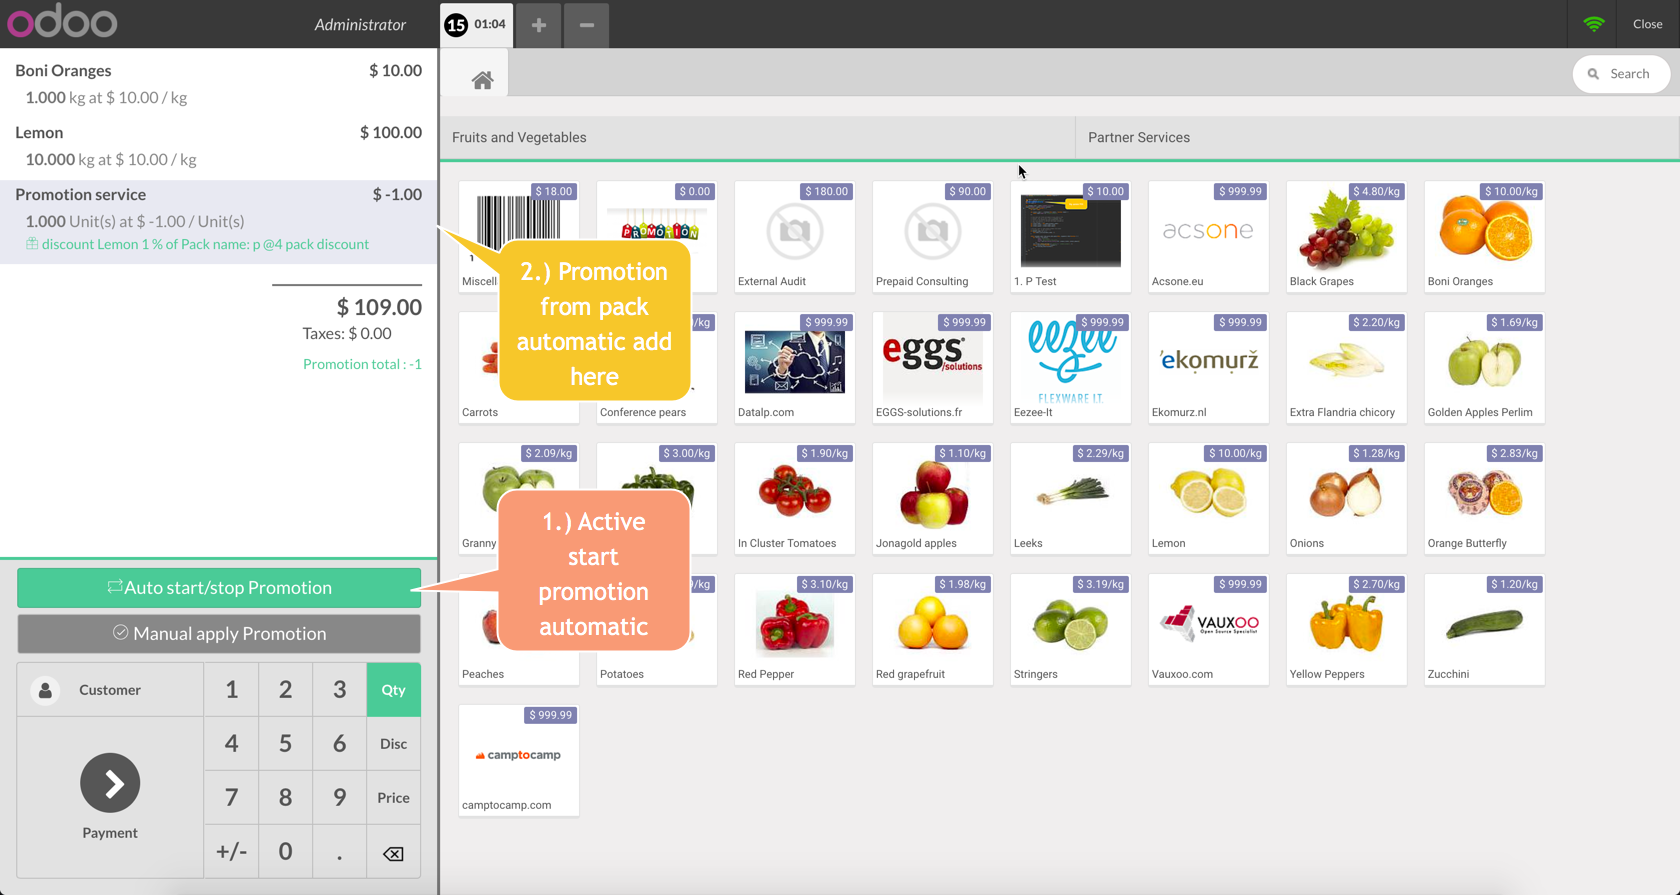 odoo
Administrator
15 01:04
Close
Boni Oranges $ 10.00
1.000 kg at $ 10.00 / kg
Lemon $ 100.00
10.000 kg at $ 10.00 / kg
Promotion service $ -1.00
1.000 Unit(s) at $ -1.00 / Unit(s)
discount Lemon 1 % of Pack name: p @4 pack discount
$ 109.00
Taxes: $ 0.00
Promotion total : -1
Auto start/stop Promotion
Manual apply Promotion
Customer
Payment
1 2 3 Qty
4 5 6 Disc
7 8 9 Price
+/- 0 .
Search
Fruits and Vegetables
Partner Services
$ 18.00
Miscell
$ 0.00
PROMOTION
$ 180.00
External Audit
$ 90.00
Prepaid Consulting
$ 10.00
1. P Test
$ 999.99
acsone
Acsone.eu
$ 4.80/kg
Black Grapes
$ 10.00/kg
Boni Oranges
Carrots
/kg
Conference pears
$ 999.99
Datalp.com
$ 999.99
eggs
/solutions
EGGS-solutions.fr
$ 999.99
eezee
FLEXWARE I.T.
Eezee-It
$ 999.99
'ekomurž
Ekomurz.nl
$ 2.20/kg
Extra Flandria chicory
$ 1.69/kg
Golden Apples Perlim
$ 2.09/kg
Granny
$ 3.00/kg
$ 1.90/kg
In Cluster Tomatoes
$ 1.10/kg
Jonagold apples
$ 2.29/kg
Leeks
$ 10.00/kg
Lemon
$ 1.28/kg
Onions
$ 2.83/kg
Orange Butterfly
Peaches
/kg
Potatoes
$ 3.10/kg
Red Pepper
$ 1.98/kg
Red grapefruit
$ 3.19/kg
Stringers
$ 999.99
VAUXOO
Open Source Specialist
Vauxoo.com
$ 2.70/kg
Yellow Peppers
$ 1.20/kg
Zucchini
$ 999.99
camptocamp
camptocamp.com
2.) Promotion
from pack
automatic add
here
1.) Active
start
promotion
automatic